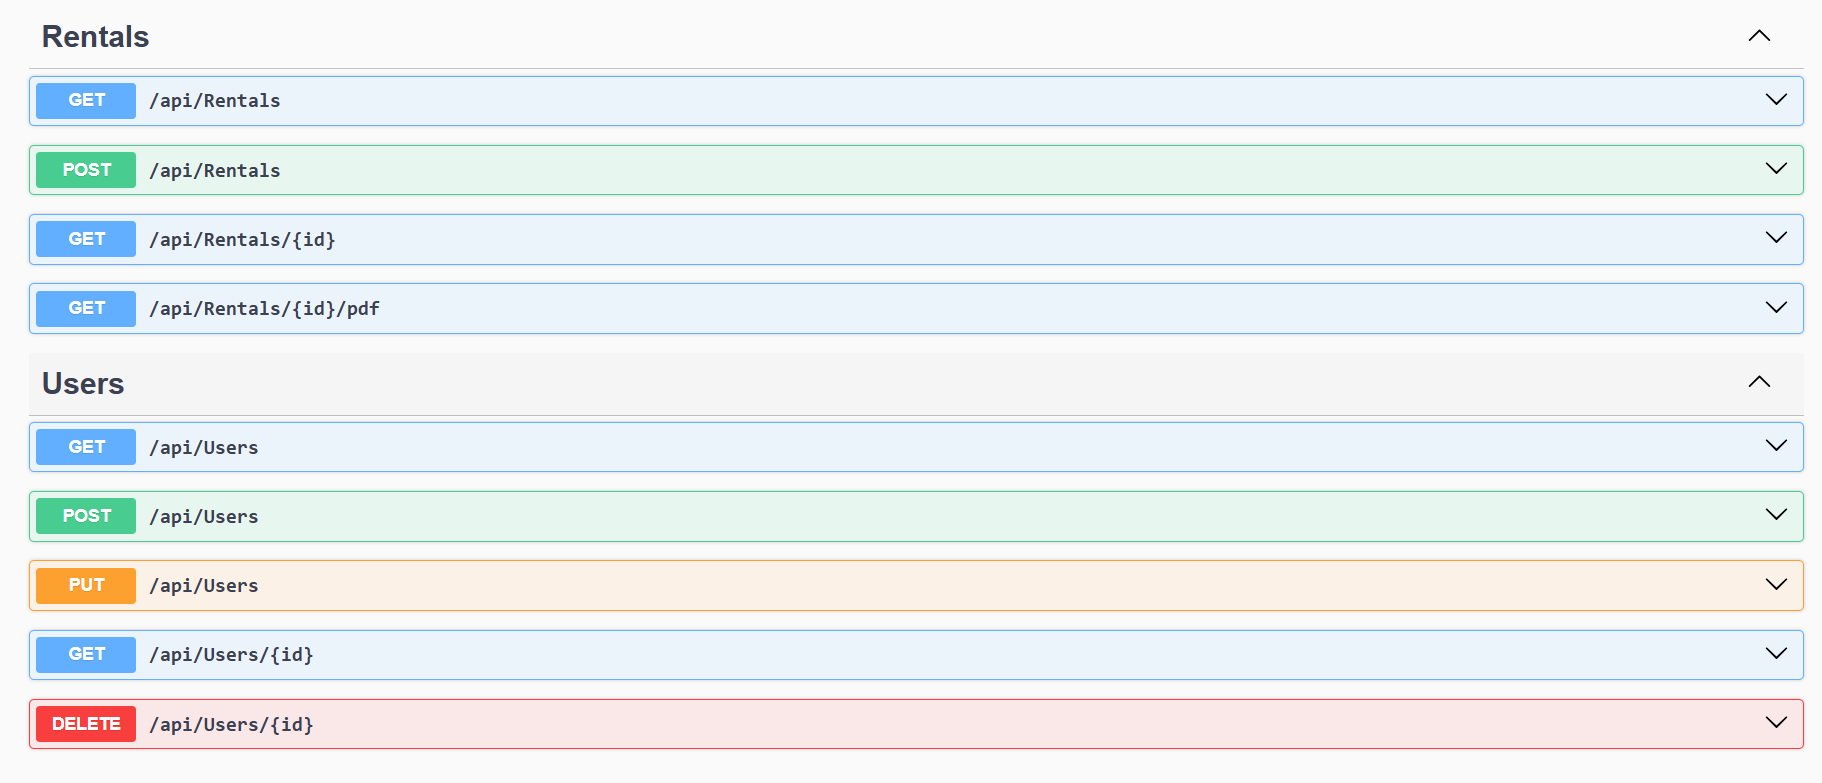 Rentals
GET /api/Rentals
POST /api/Rentals
GET /api/Rentals/{id}
GET /api/Rentals/{id}/pdf
Users
GET /api/Users
POST /api/Users
PUT /api/Users
GET /api/Users/{id}
DELETE /api/Users/{id}